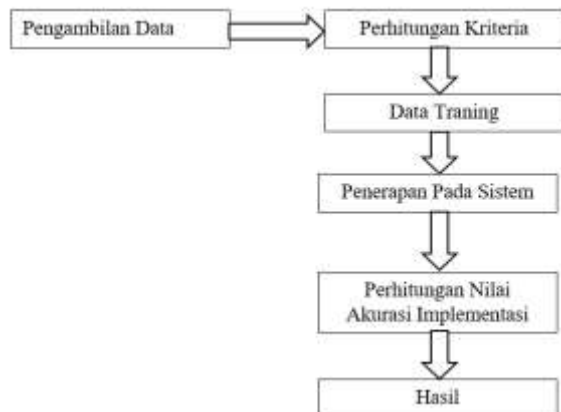 Pengambilan Data
Perhitungan Kriteria
Data Traning
Penerapan Pada Sistem
Perhitungan Nilai
Akurasi Implementasi
Hasil